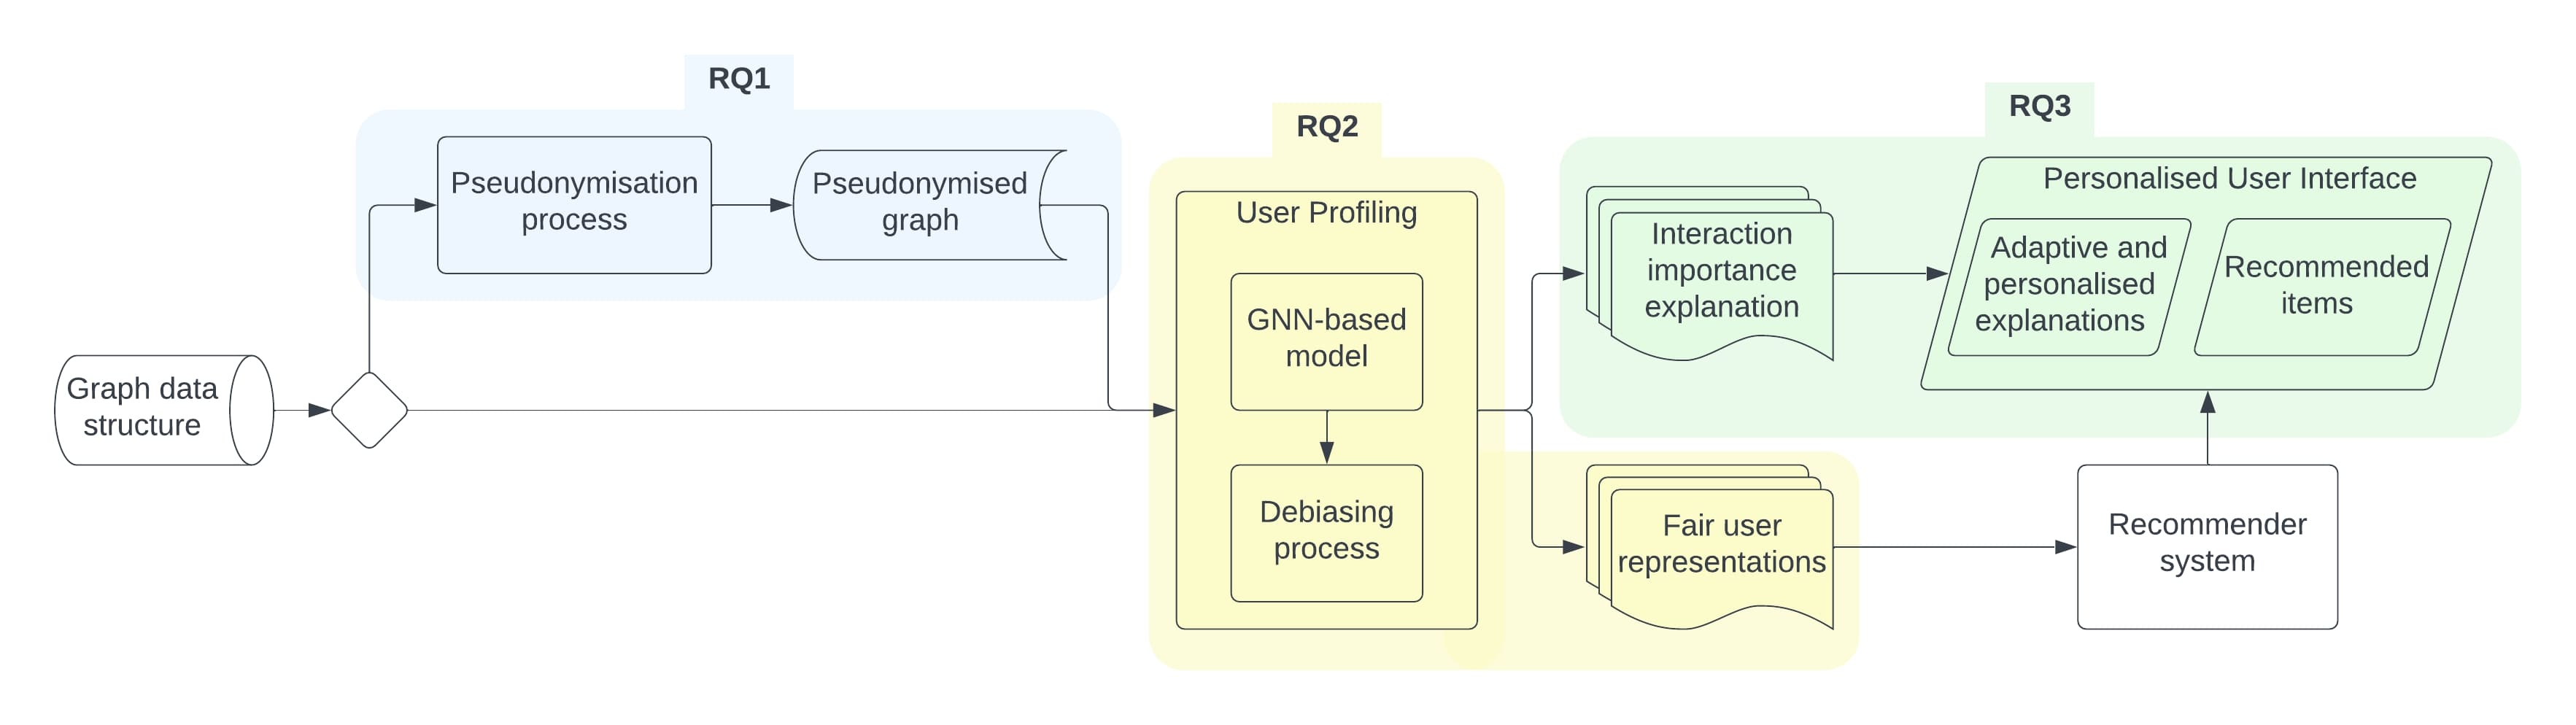 RQ1
Pseudonymisation
process
Pseudonymised
graph
Graph data
structure
RQ2
User Profiling
GNN-based
model
Debiasing
process
RQ3
Interaction
importance
explanation
Personalised User Interface
Adaptive and
personalised
explanations
Recommended
items
Fair user
representations
Recommender
system